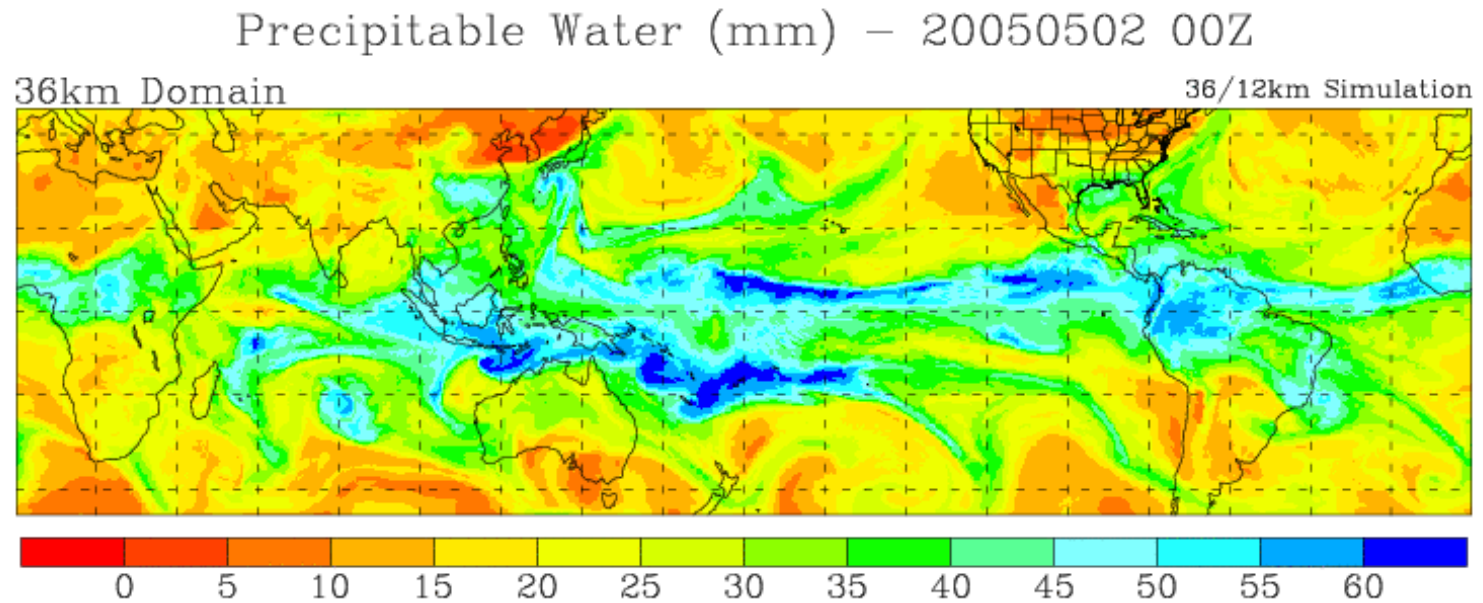 Precipitable Water (mm) – 20050502 00Z
36km Domain
36/12km Simulation
0 5 10 15 20 25 30 35 40 45 50 55 60